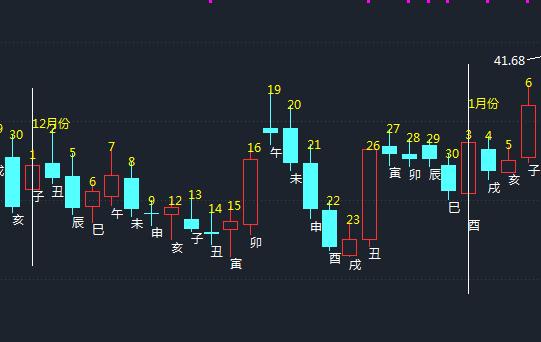 41.68
12月份
1月份
30
亥
1
子
2
丑
5
辰
6
巳
7
午
8
未
9
申
12
亥
13
子
14
丑
15
寅
16
卯
19
午
20
未
21
申
22
酉
23
戌
26
丑
27
寅
28
卯
29
辰
30
巳
3
酉
4
戌
5
亥
6
子